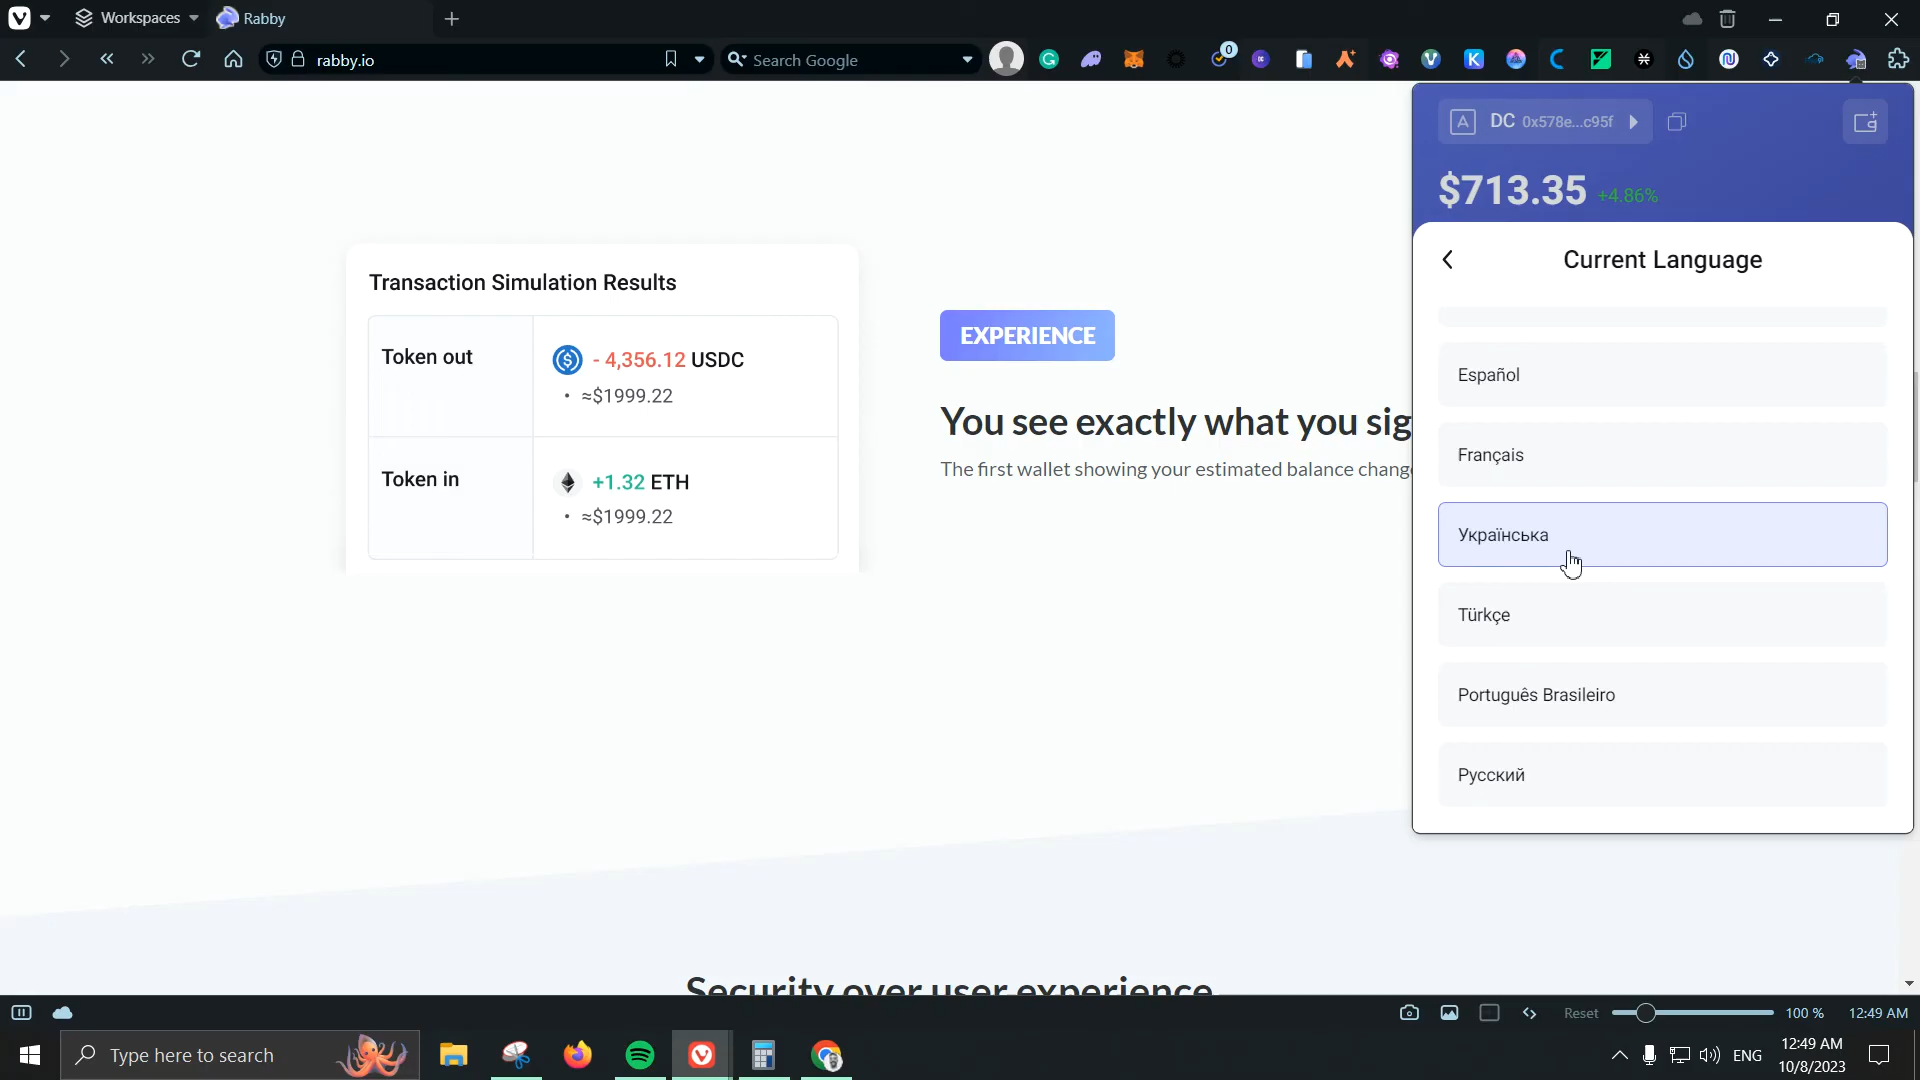 Workspaces
Rabby
rabby.io
Search Google
0
DC 0x578e...c95f
$713.35 +4.86%
Current Language
Español
Français
Українська
Türkçe
Português Brasileiro
Русский
Transaction Simulation Results
Token out
- 4,356.12 USDC
• ≈$1999.22
Token in
+1.32 ETH
• ≈$1999.22
EXPERIENCE
You see exactly what you sig
The first wallet showing your estimated balance chang
Security over user experience
Reset
100 %
12:49 AM
Type here to search
ENG
12:49 AM
10/8/2023